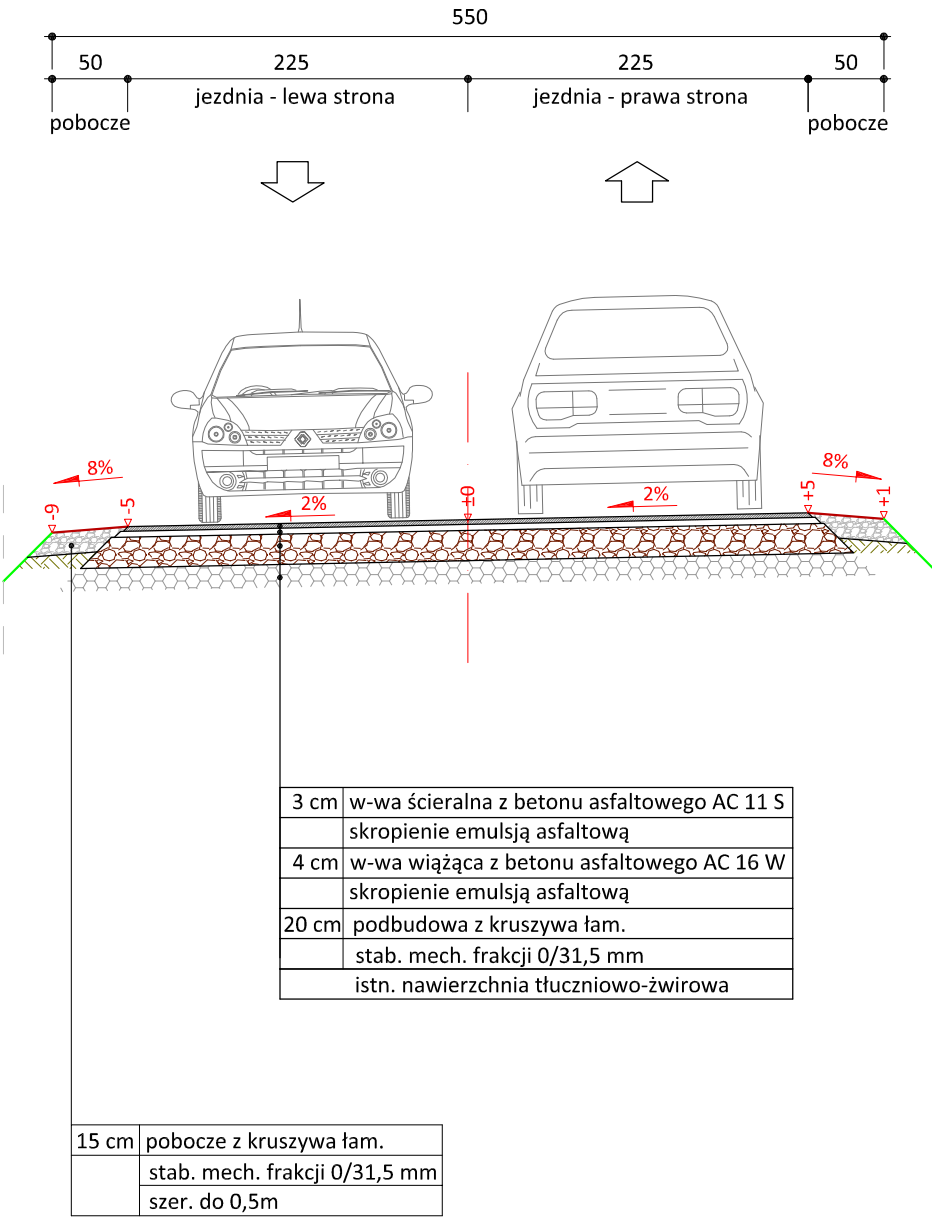 550
50 225 225 50
jezdnia - lewa strona jezdnia - prawa strona
pobocze pobocze
8% 8%
-9 -5 2% ±0 2% +5 +1
3 cm w-wa ścieralna z betonu asfaltowego AC 11 S
skropienie emulsją asfaltową
4 cm w-wa wiążąca z betonu asfaltowego AC 16 W
skropienie emulsją asfaltową
20 cm podbudowa z kruszywa łam.
stab. mech. frakcji 0/31,5 mm
istn. nawierzchnia tłuczniowo-żwirowa
15 cm pobocze z kruszywa łam.
stab. mech. frakcji 0/31,5 mm
szer. do 0,5m